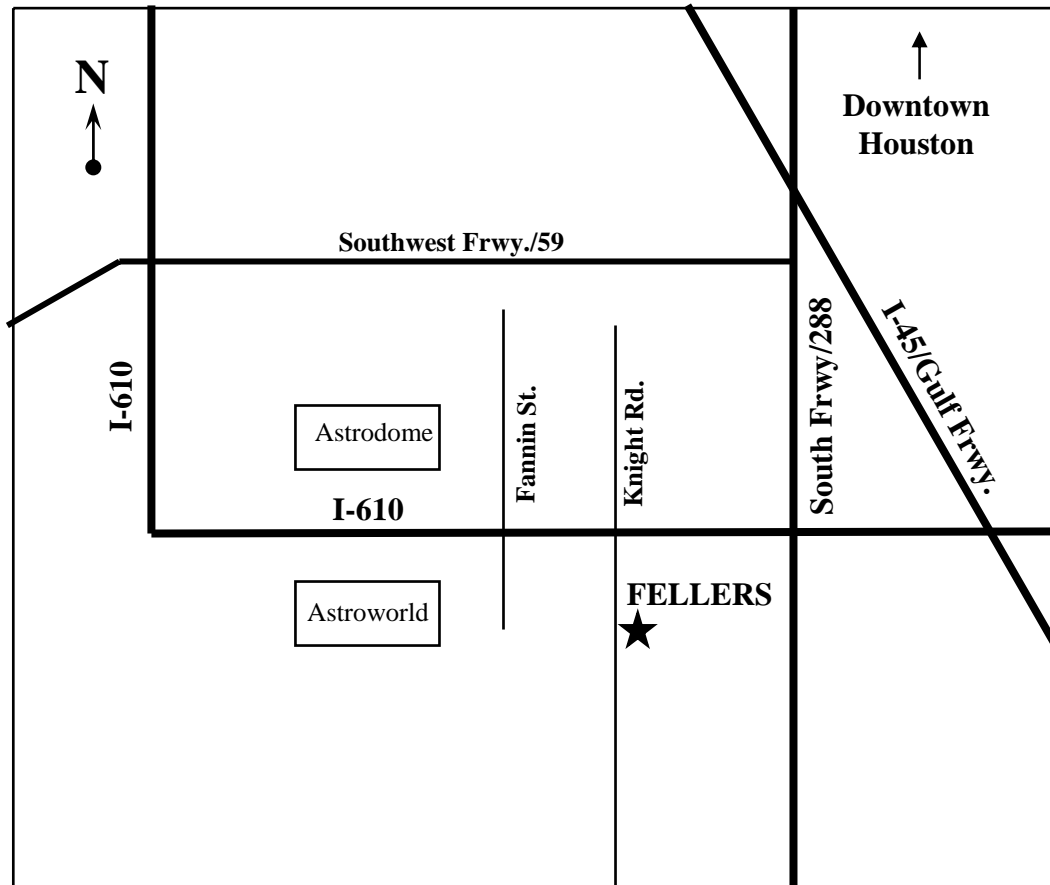 N
Downtown
Houston
Southwest Frwy./59
I-610
South Frwy/288
I-45/Gulf Frwy.
Fannin St.
Knight Rd.
Astrodome
I-610
FELLERS
Astroworld